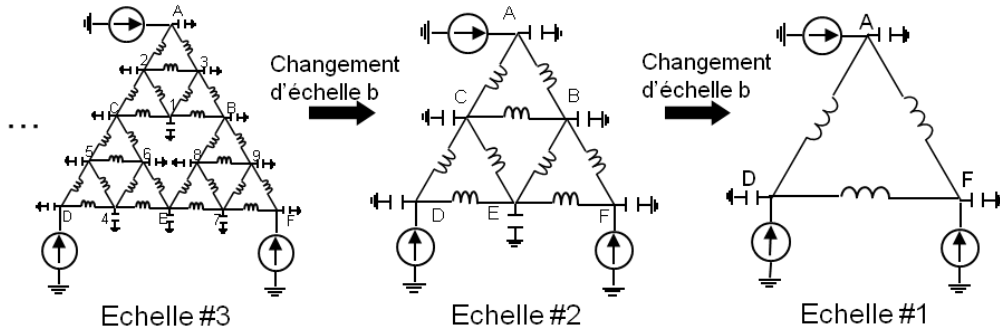 A
2 3
C 1 B
5 6 8 9
D 4 E 7 F
...
Echelle #3
Changement
d'échelle b
A
C B
D E F
Echelle #2
Changement
d'échelle b
A
D F
Echelle #1